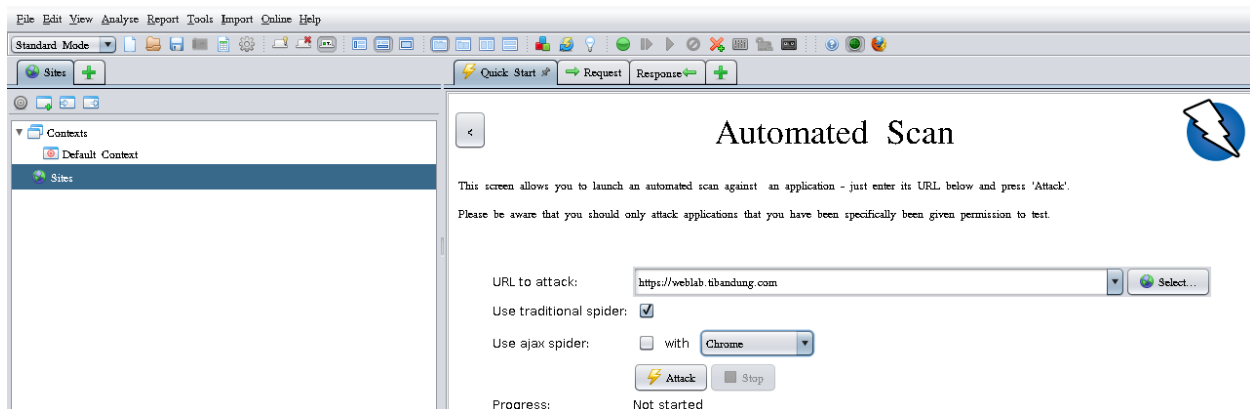 File Edit View Analyse Report Tools Import Online Help
Standard Mode
Sites
Quick Start Request Response
Contexts
Default Context
Sites
<
Automated Scan
This screen allows you to launch an automated scan against an application - just enter its URL below and press 'Attack'.
Please be aware that you should only attack applications that you have been specifically been given permission to test.
URL to attack: https://weblab.tibandung.com Select...
Use traditional spider:
Use ajax spider: with Chrome
Attack Stop
Progress: Not started